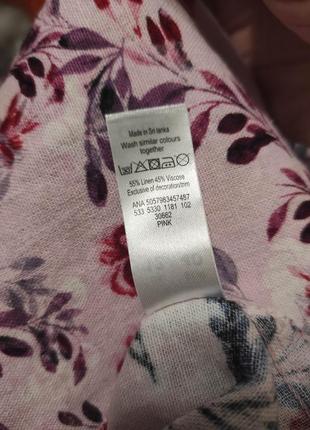 Made in Sri lanka
Wash similar colours
together
55% Linen 45% Viscose
Exclusive of decoration/trim
ANA 5057963457487
533 5330 1181 102
30662
PINK